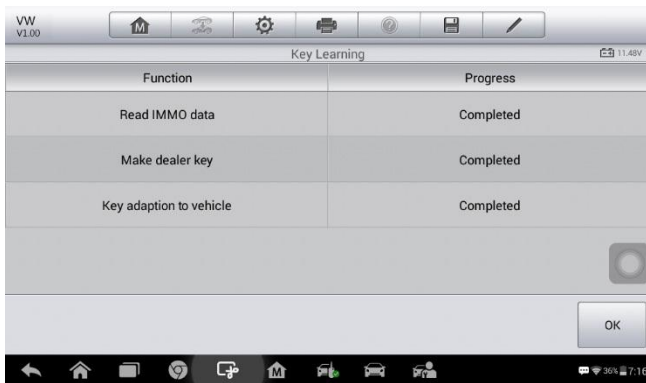 VW
V1.00
M
Key Learning
11.48V
Function Progress
Read IMMO data Completed
Make dealer key Completed
Key adaption to vehicle Completed
OK
M
36% 7:16